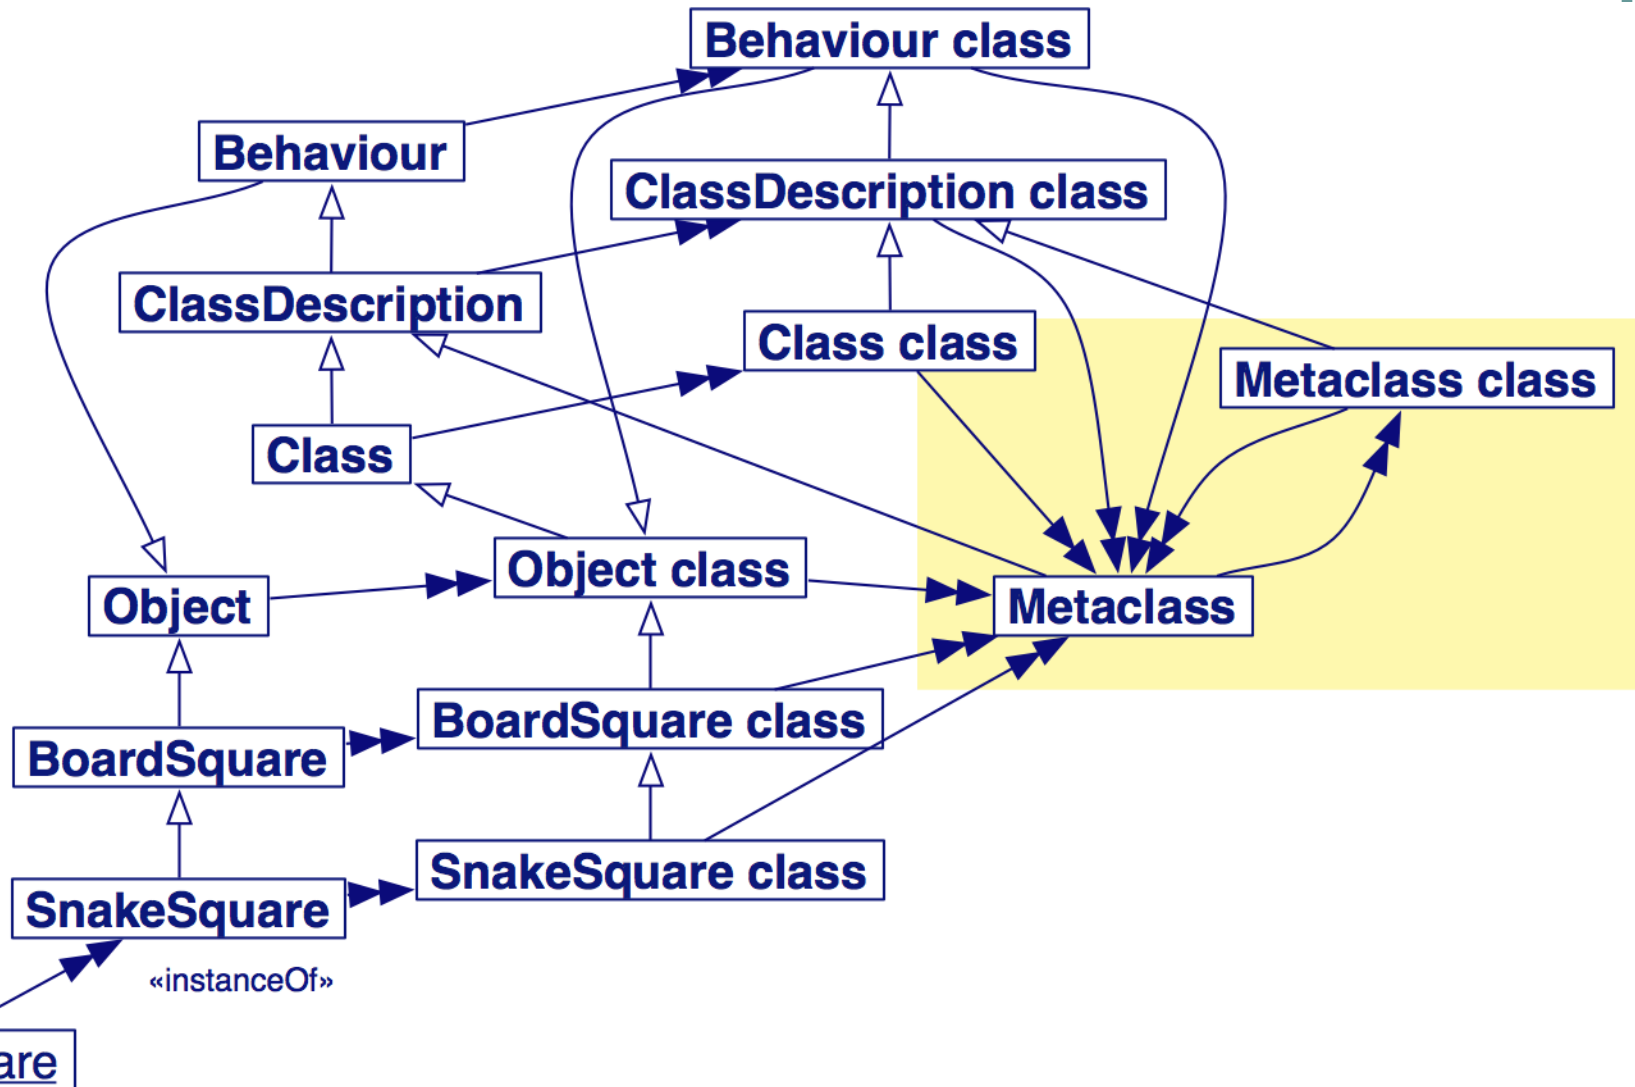 Behaviour class
Behaviour
ClassDescription class
ClassDescription
Class class
Metaclass class
Class
Object class
Object
Metaclass
BoardSquare class
BoardSquare
SnakeSquare class
SnakeSquare
«instanceOf»
are